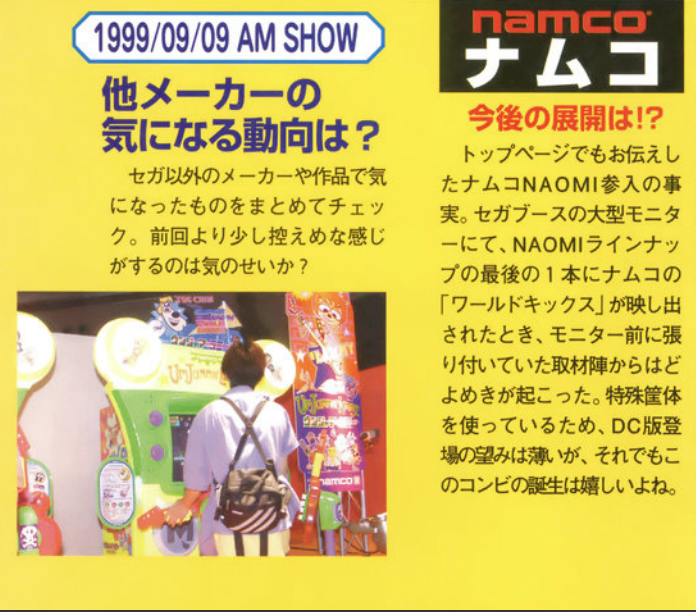 1999/09/09 AM SHOW
他メーカーの
気になる動向は？
セガ以外のメーカーや作品で気
になったものをまとめてチェッ
ク。前回より少し控えめな感じ
がするのは気のせいか？
namco
ナムコ
今後の展開は!?
トップページでもお伝えし
たナムコNAOMI参入の事
実。セガブースの大型モニタ
ーにて、NAOMIラインナッ
プの最後の１本にナムコの
「ワールドキックス」が映し出
されたとき、モニター前に張
り付いていた取材陣からはど
よめきが起こった。特殊筐体
を使っているため、DC版登
場の望みは薄いが、それでもこ
のコンビの誕生は嬉しいよね。
UmJammer
UmJammer
namco
M